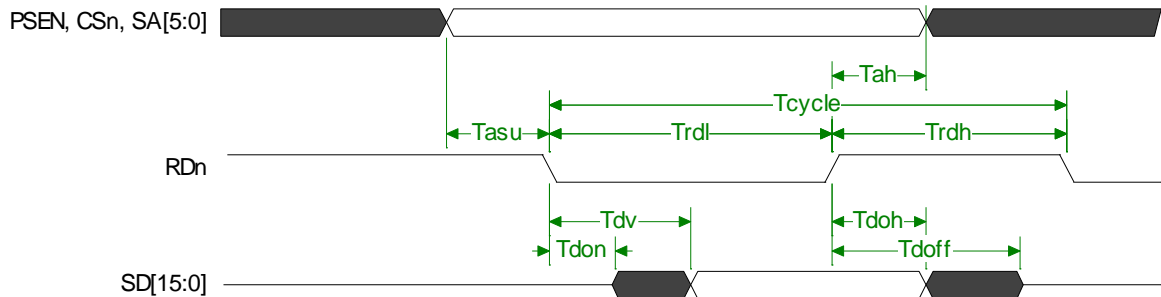 PSEN, CSn, SA[5:0]
Tah
Tcycle
Tasu Trdl Trdh
RDn
Tdv Tdoh
Tdon Tdoff
SD[15:0]